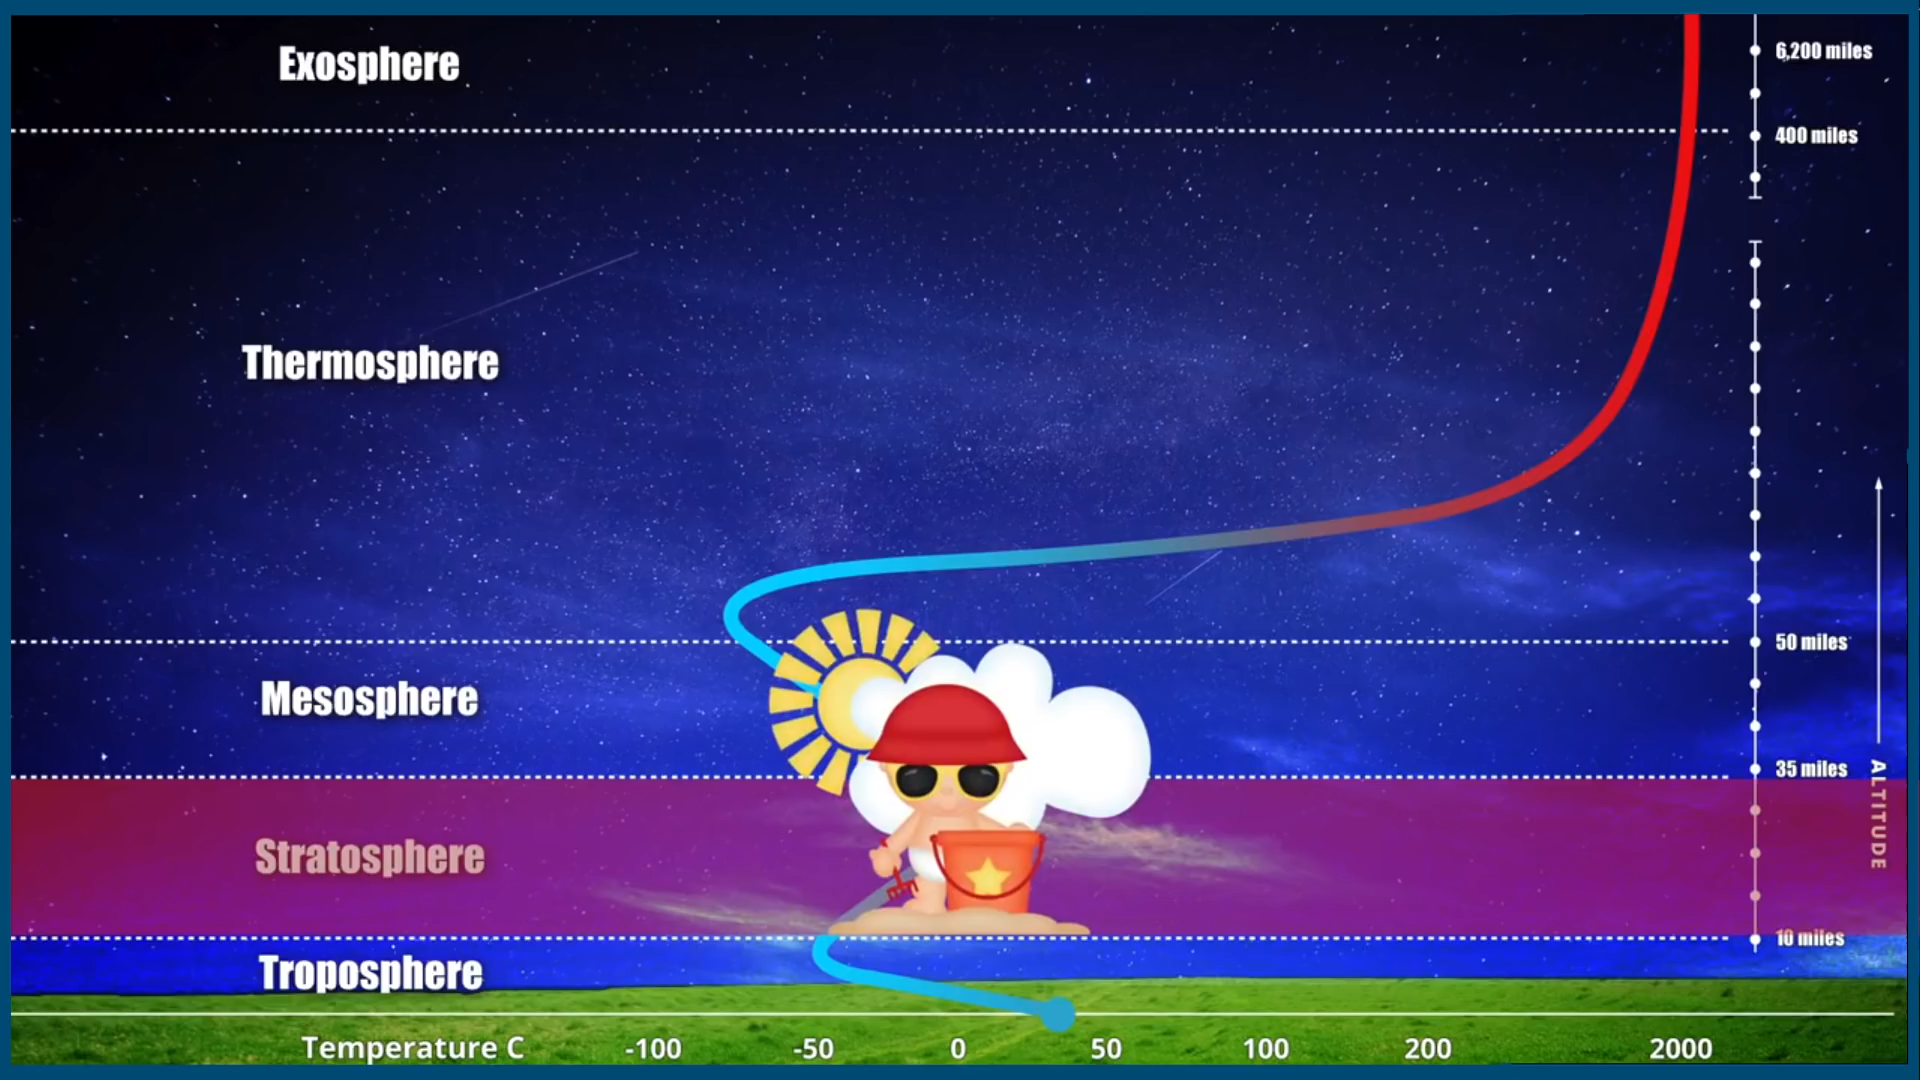 Exosphere
6,200 miles
400 miles
Thermosphere
50 miles
Mesosphere
35 miles
ALTITUDE
Stratosphere
10 miles
Troposphere
Temperature C -100 -50 0 50 100 200 2000